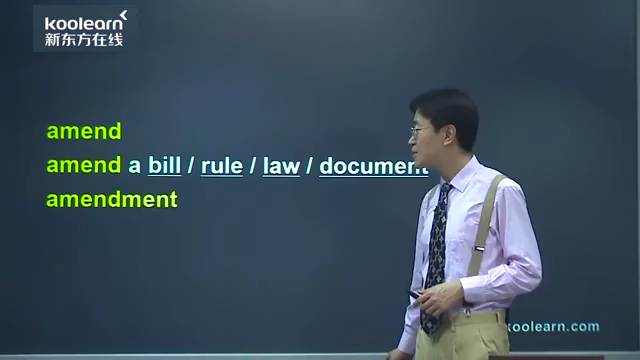 koolearn
新东方在线
amend
amend a bill / rule / law / document
amendment
koolearn.com